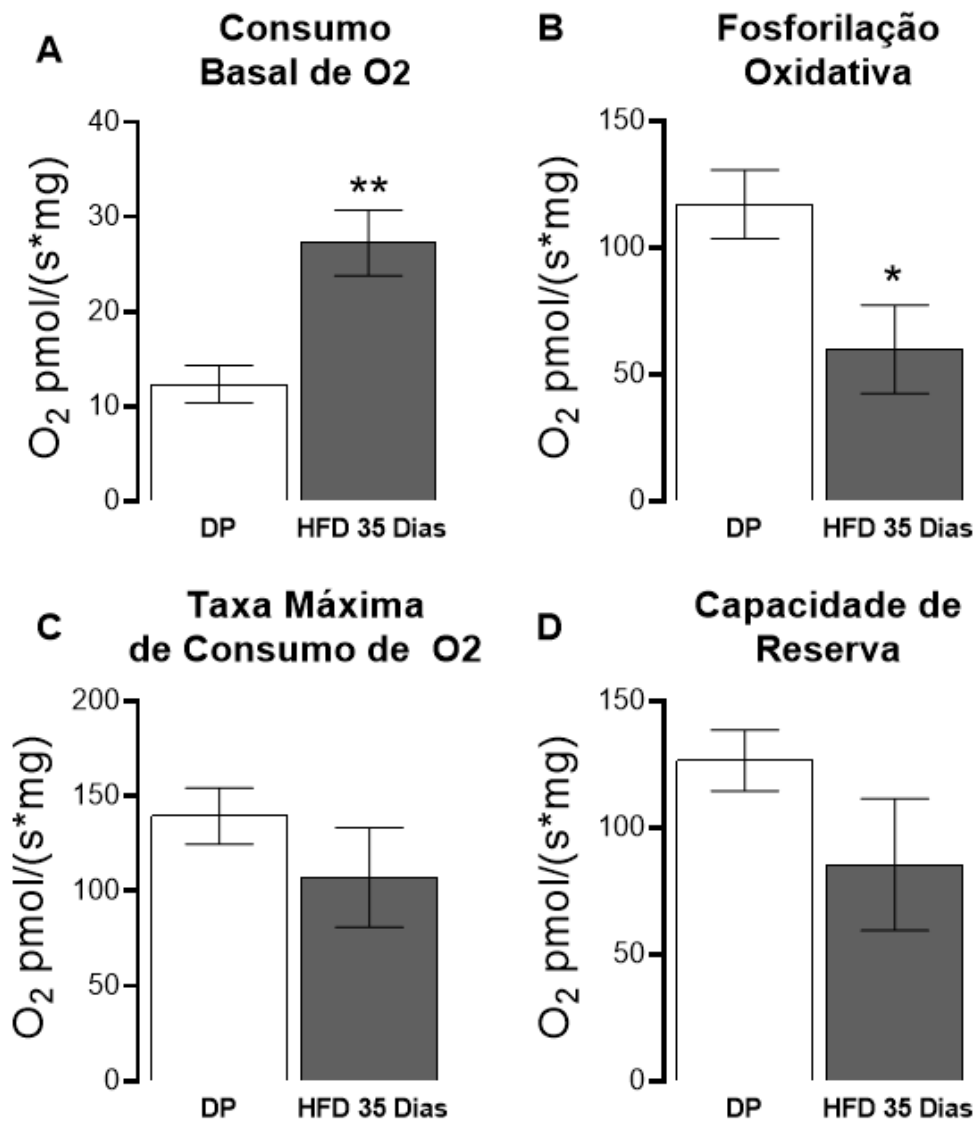 A
Consumo
Basal de O2
O2 pmol/(s*mg)
40
30
20
10
0
**
DP
HFD 35 Dias
B
Fosforilação
Oxidativa
O2 pmol/(s*mg)
150
100
50
0
*
DP
HFD 35 Dias
C
Taxa Máxima
de Consumo de O2
O2 pmol/(s*mg)
200
150
100
50
0
DP
HFD 35 Dias
D
Capacidade de
Reserva
O2 pmol/(s*mg)
150
100
50
0
DP
HFD 35 Dias